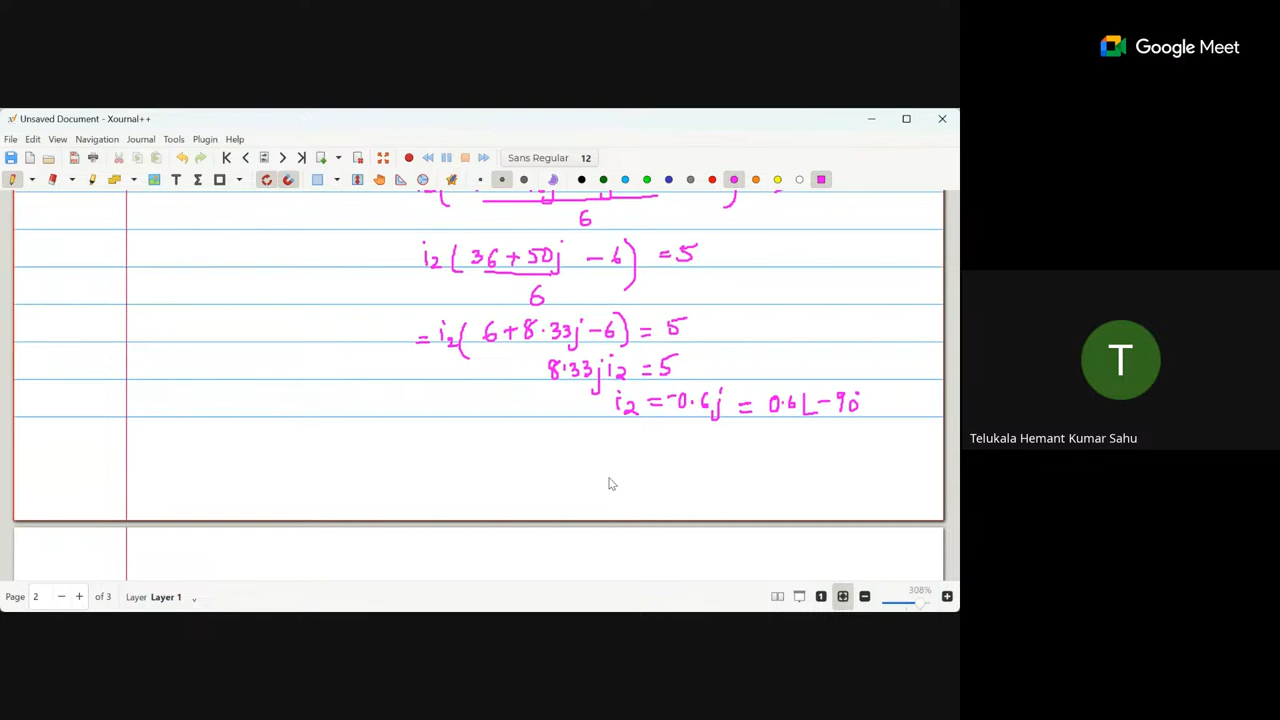 Google Meet
Unsaved Document - Xournal++
File Edit View Navigation Journal Tools Plugin Help
Sans Regular 12
6
i₂(36+50j - 6) = 5
6
= i₂(6+8.33j-6) = 5
8.33j i₂ = 5
i₂ = -0.6j = 0.6∟-90°
T
Telukala Hemant Kumar Sahu
Page 2 of 3 Layer Layer 1 1 308%